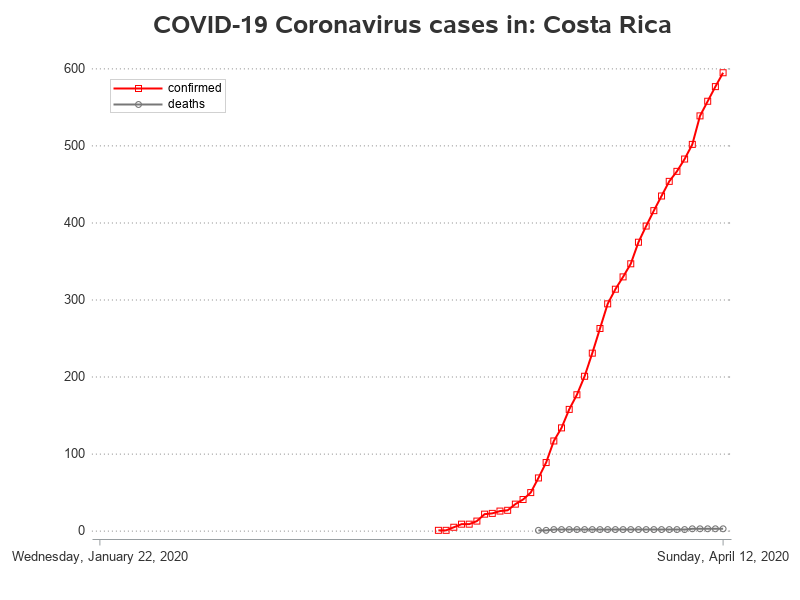 COVID-19 Coronavirus cases in: Costa Rica
600
confirmed
deaths
500
400
300
200
100
0
Wednesday, January 22, 2020
Sunday, April 12, 2020